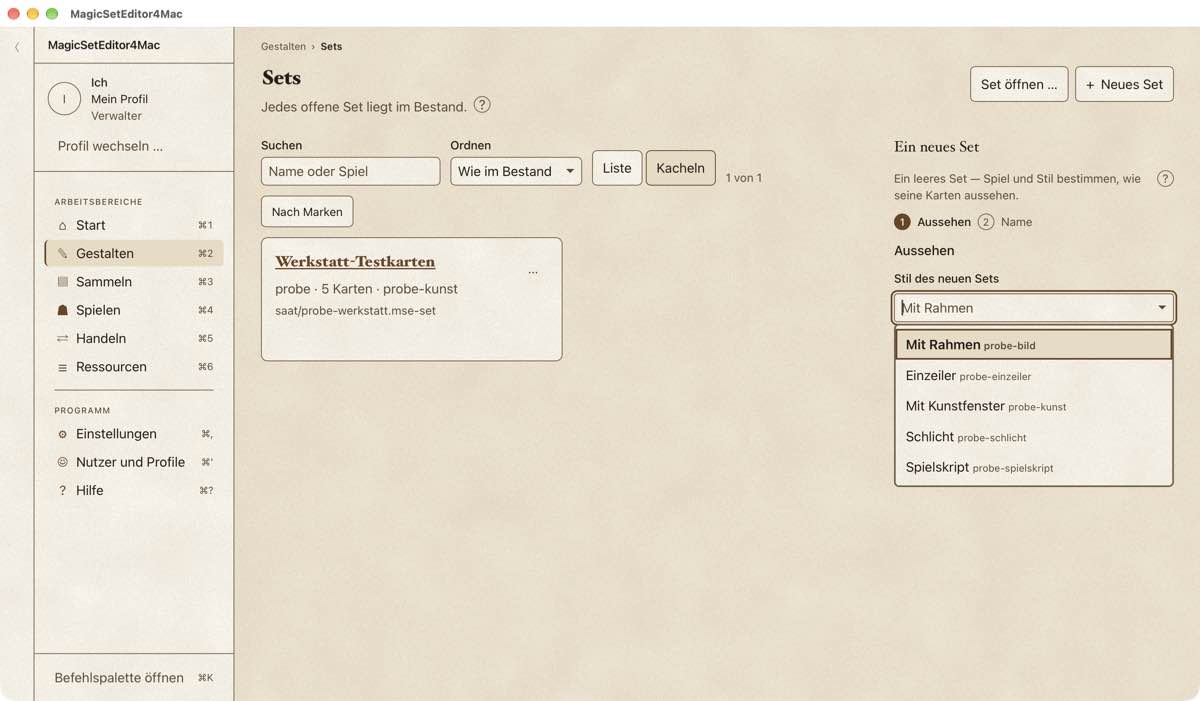 MagicSetEditor4Mac
MagicSetEditor4Mac
I
Ich
Mein Profil
Verwalter
Profil wechseln ...
ARBEITSBEREICHE
Start ⌘1
Gestalten ⌘2
Sammeln ⌘3
Spielen ⌘4
Handeln ⌘5
Ressourcen ⌘6
PROGRAMM
Einstellungen ⌘,
Nutzer und Profile ⌘'
? Hilfe ⌘?
Befehlspalette öffnen ⌘K
Gestalten › Sets
Sets
Jedes offene Set liegt im Bestand. ?
Set öffnen ...
+ Neues Set
Suchen
Name oder Spiel
Ordnen
Wie im Bestand
Liste
Kacheln
1 von 1
Nach Marken
Werkstatt-Testkarten
...
probe · 5 Karten · probe-kunst
saat/probe-werkstatt.mse-set
Ein neues Set
Ein leeres Set — Spiel und Stil bestimmen, wie
seine Karten aussehen.
?
1 Aussehen 2 Name
Aussehen
Stil des neuen Sets
Mit Rahmen
Mit Rahmen probe-bild
Einzeiler probe-einzeiler
Mit Kunstfenster probe-kunst
Schlicht probe-schlicht
Spielskript probe-spielskript